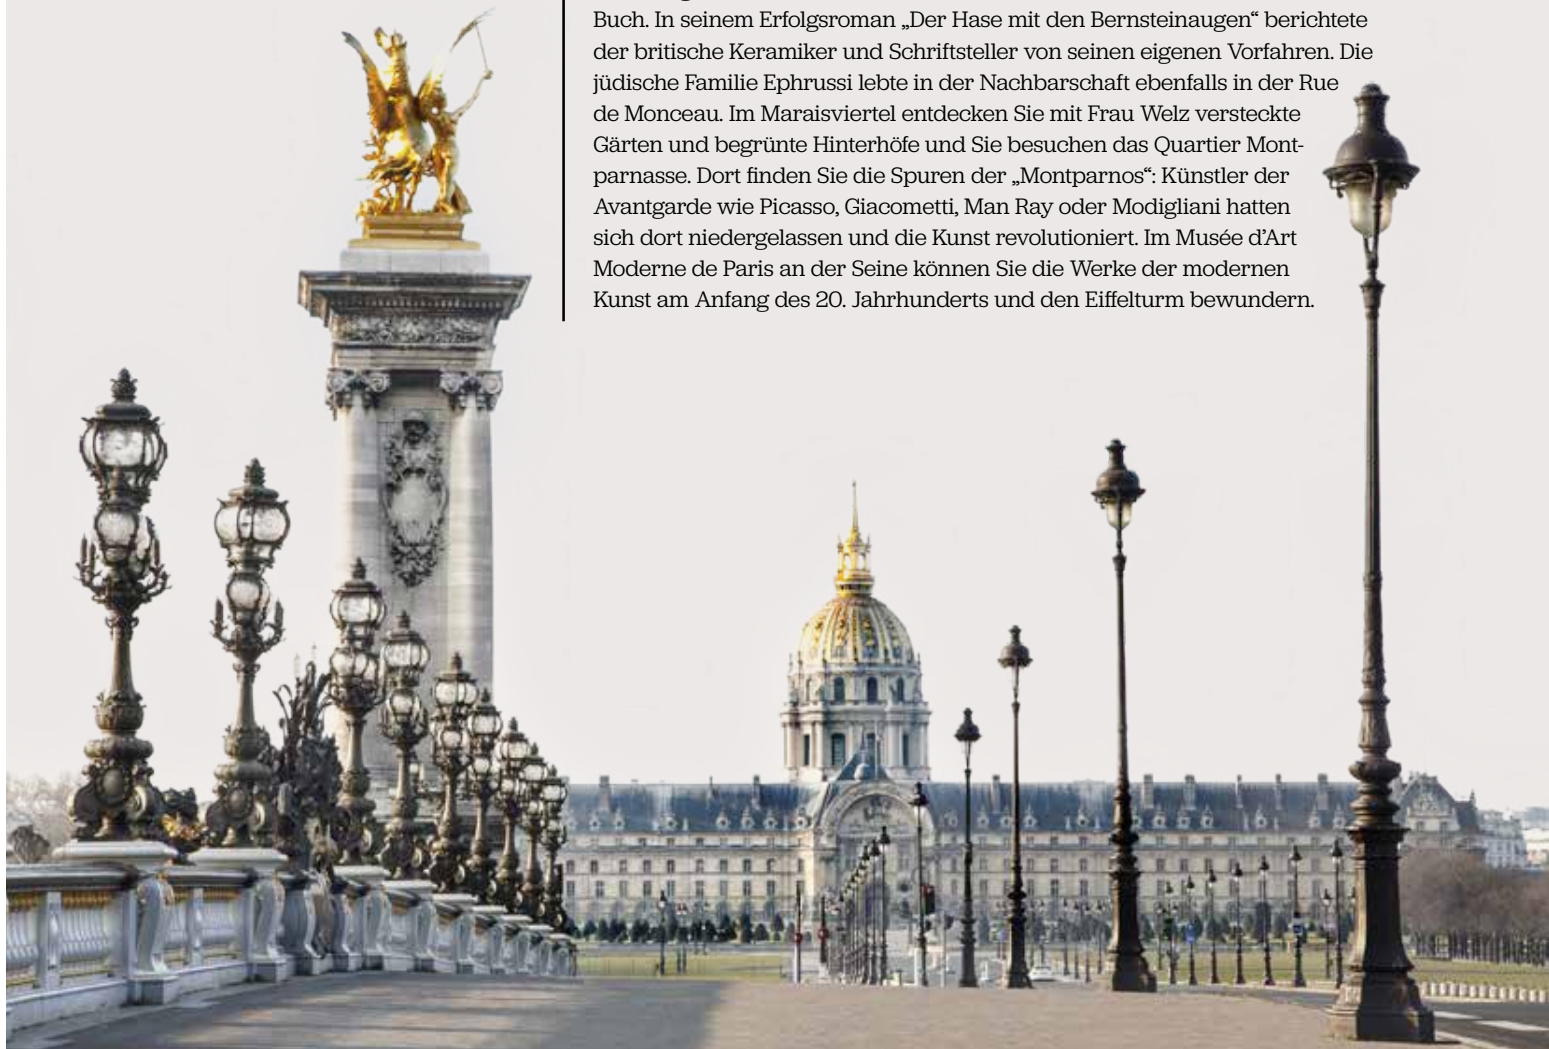 Buch. In seinem Erfolgsroman „Der Hase mit den Bernsteinaugen“ berichtete
der britische Keramiker und Schriftsteller von seinen eigenen Vorfahren. Die
jüdische Familie Ephrussi lebte in der Nachbarschaft ebenfalls in der Rue
de Monceau. Im Maraisviertel entdecken Sie mit Frau Welz versteckte
Gärten und begrünte Hinterhöfe und Sie besuchen das Quartier Mont-
parnasse. Dort finden Sie die Spuren der „Montparnos“: Künstler der
Avantgarde wie Picasso, Giacometti, Man Ray oder Modigliani hatten
sich dort niedergelassen und die Kunst revolutioniert. Im Musée d’Art
Moderne de Paris an der Seine können Sie die Werke der modernen
Kunst am Anfang des 20. Jahrhunderts und den Eiffelturm bewundern.